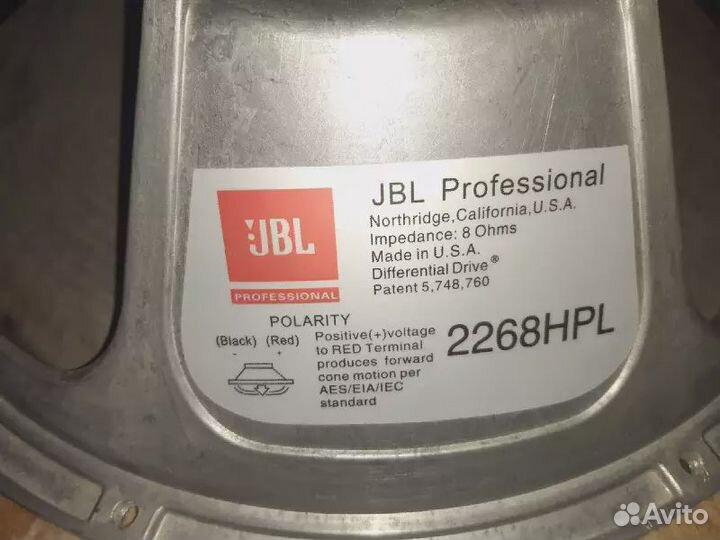 JBL
PROFESSIONAL
JBL Professional
Northridge,California,U.S.A.
Impedance: 8 Ohms
Made in U.S.A.
Differential Drive®
Patent 5,748,760
POLARITY
(Black) (Red)
- +
Positive(+)voltage
to RED Terminal
produces forward
cone motion per
AES/EIA/IEC
standard
2268HPL
Avito